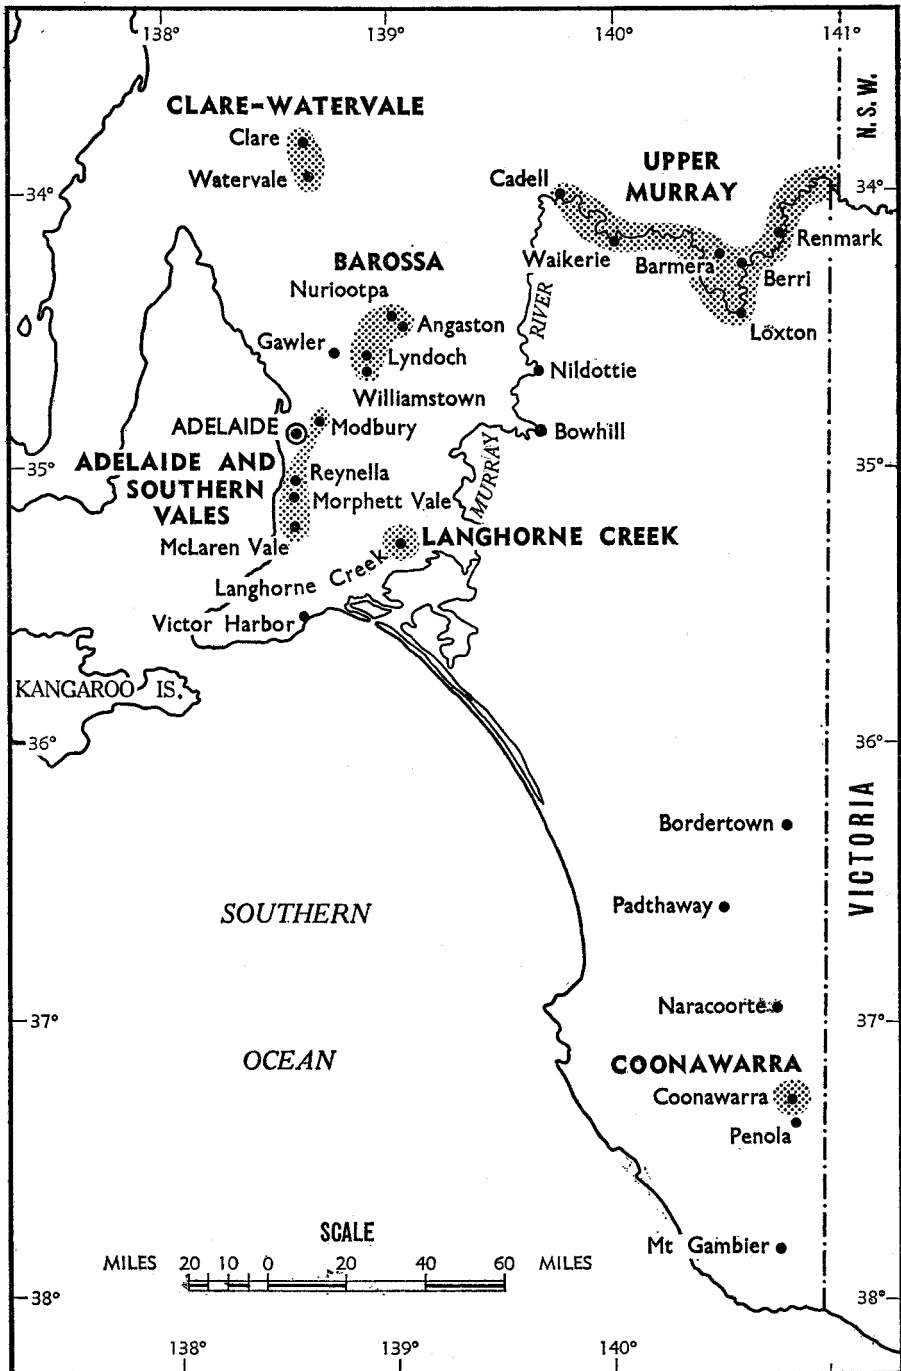 138°
139°
140°
141°
N.S.W.
CLARE-WATERVALE
Clare
Watervale
34°
34°
UPPER
MURRAY
Cadell
Waikerie
Barmera
Renmark
Berri
Loxton
BAROSSA
Nuriootpa
Angaston
Gawler
Lyndoch
Williamstown
RIVER
Nildottie
ADELAIDE
Modbury
Bowhill
35°
35°
ADELAIDE AND
SOUTHERN
VALES
Reynella
Morphett Vale
MURRAY
McLaren Vale
LANGHORNE CREEK
Langhorne Creek
Victor Harbor
KANGAROO IS.
36°
36°
Bordertown
VICTORIA
Padthaway
SOUTHERN
Naracoorte
37°
37°
OCEAN
COONAWARRA
Coonawarra
Penola
SCALE
Mt Gambier
MILES 20 10 0 20 40 60 MILES
38°
38°
138°
139°
140°